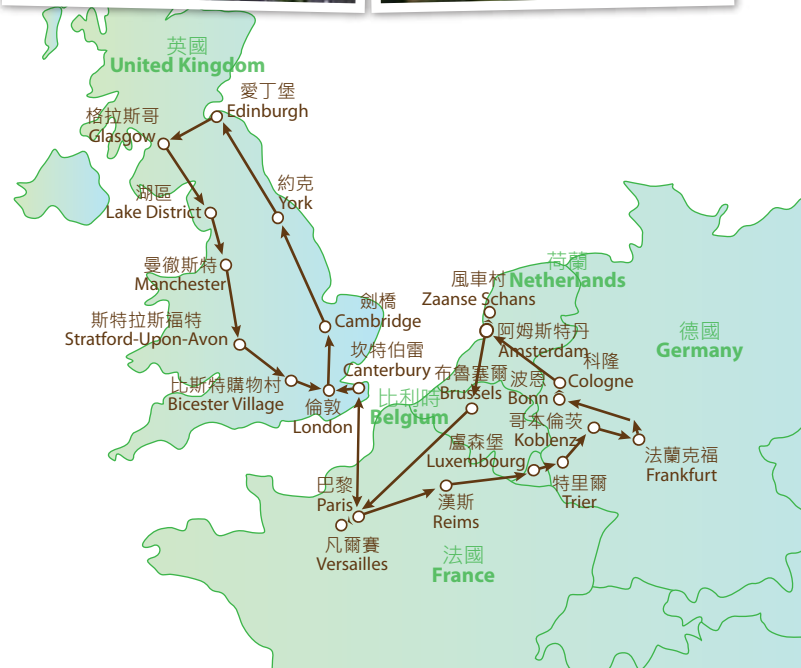 英國
United Kingdom
愛丁堡
Edinburgh
格拉斯哥
Glasgow
約克
York
湖區
Lake District
曼徹斯特
Manchester
斯特拉斯福特
Stratford-Upon-Avon
劍橋
Cambridge
坎特伯雷
Canterbury
比斯特購物村
Bicester Village
倫敦
London
荷蘭
Netherlands
風車村
Zaanse Schans
阿姆斯特丹
Amsterdam
德國
Germany
科隆
Cologne
波恩
Bonn
布魯塞爾
Brussels
比利時
Belgium
哥本倫茨
Koblenz
盧森堡
Luxembourg
法蘭克福
Frankfurt
特里爾
Trier
巴黎
Paris
漢斯
Reims
凡爾賽
Versailles
法國
France